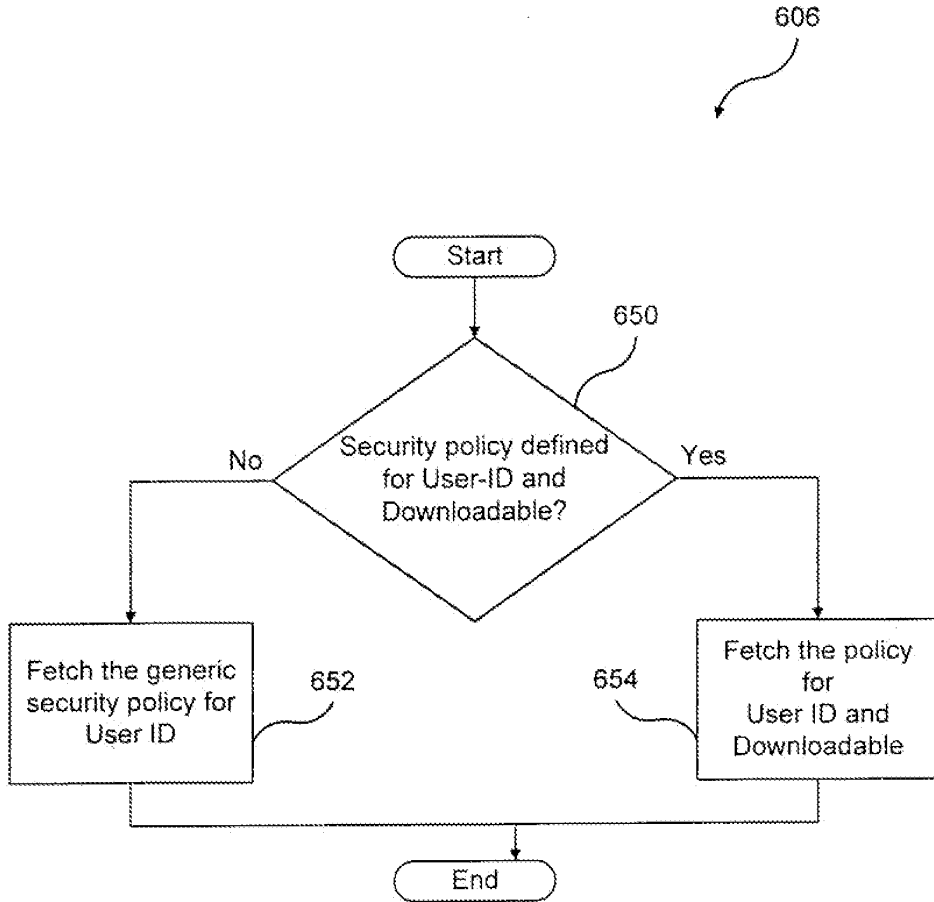 606
Start
650
Security policy defined
for User-ID and
Downloadable?
No
Yes
Fetch the generic
security policy for
User ID
652
654
Fetch the policy
for
User ID and
Downloadable
End